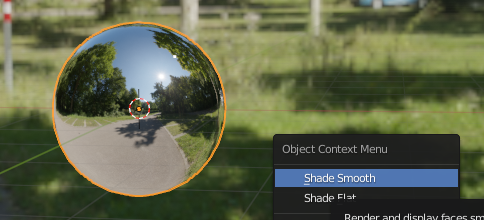 Object Context Menu
Shade Smooth
Shade Flat
Render and display faces sm